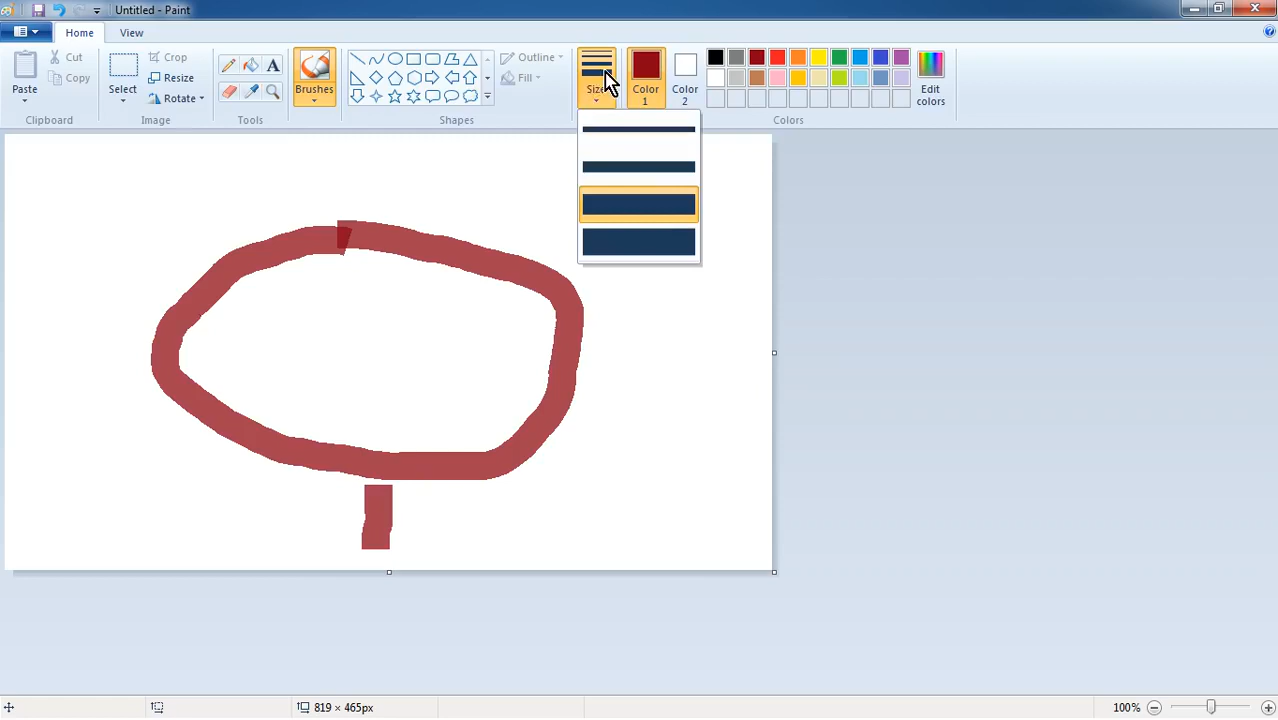 Untitled - Paint
Home View
Paste
Cut
Copy
Clipboard
Select
Crop
Resize
Rotate
Image
A
Tools
Brushes
Shapes
Outline
Fill
Size
Color 1
Color 2
Colors
Edit colors
819 × 465px
100%